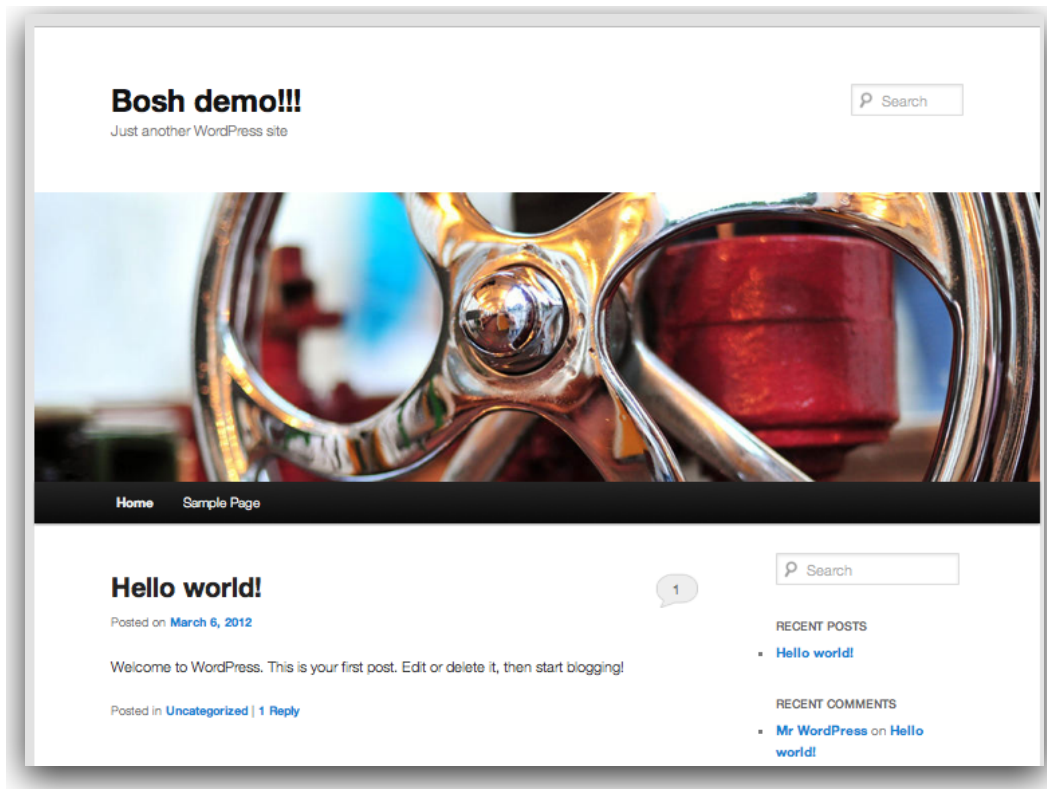 Bosh demo!!!
Just another WordPress site
Search
Home Sample Page
Hello world!
1
Posted on March 6, 2012
Welcome to WordPress. This is your first post. Edit or delete it, then start blogging!
Posted in Uncategorized | 1 Reply
Search
RECENT POSTS
Hello world!
RECENT COMMENTS
Mr WordPress on Hello
world!